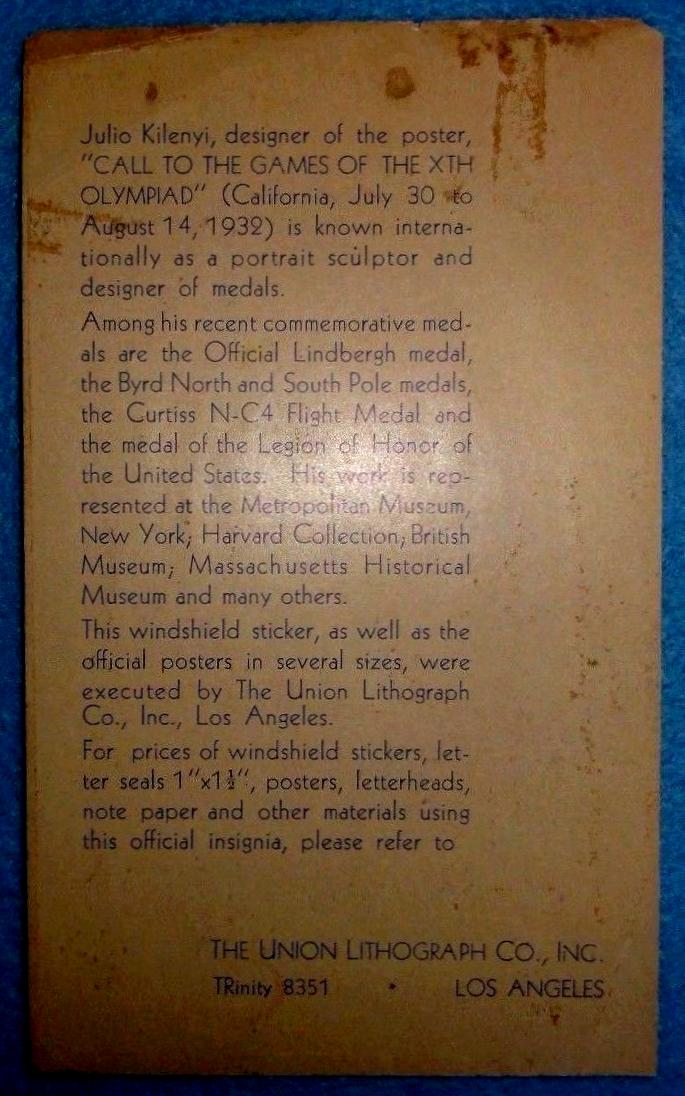 Julio Kilenyi, designer of the poster,
"CALL TO THE GAMES OF THE XTH
OLYMPIAD" (California, July 30 to
August 14, 1932) is known interna-
tionally as a portrait sculptor and
designer of medals.
Among his recent commemorative med-
als are the Official Lindbergh medal,
the Byrd North and South Pole medals,
the Curtiss N-C4 Flight Medal and
the medal of the Legion of Honor of
the United States. His work is rep-
resented at the Metropolitan Museum,
New York; Harvard Collection; British
Museum; Massachusetts Historical
Museum and many others.
This windshield sticker, as well as the
official posters in several sizes, were
executed by The Union Lithograph
Co., Inc., Los Angeles.
For prices of windshield stickers, let-
ter seals 1"x1½", posters, letterheads,
note paper and other materials using
this official insignia, please refer to
THE UNION LITHOGRAPH CO., INC.
TRinity 8351 • LOS ANGELES